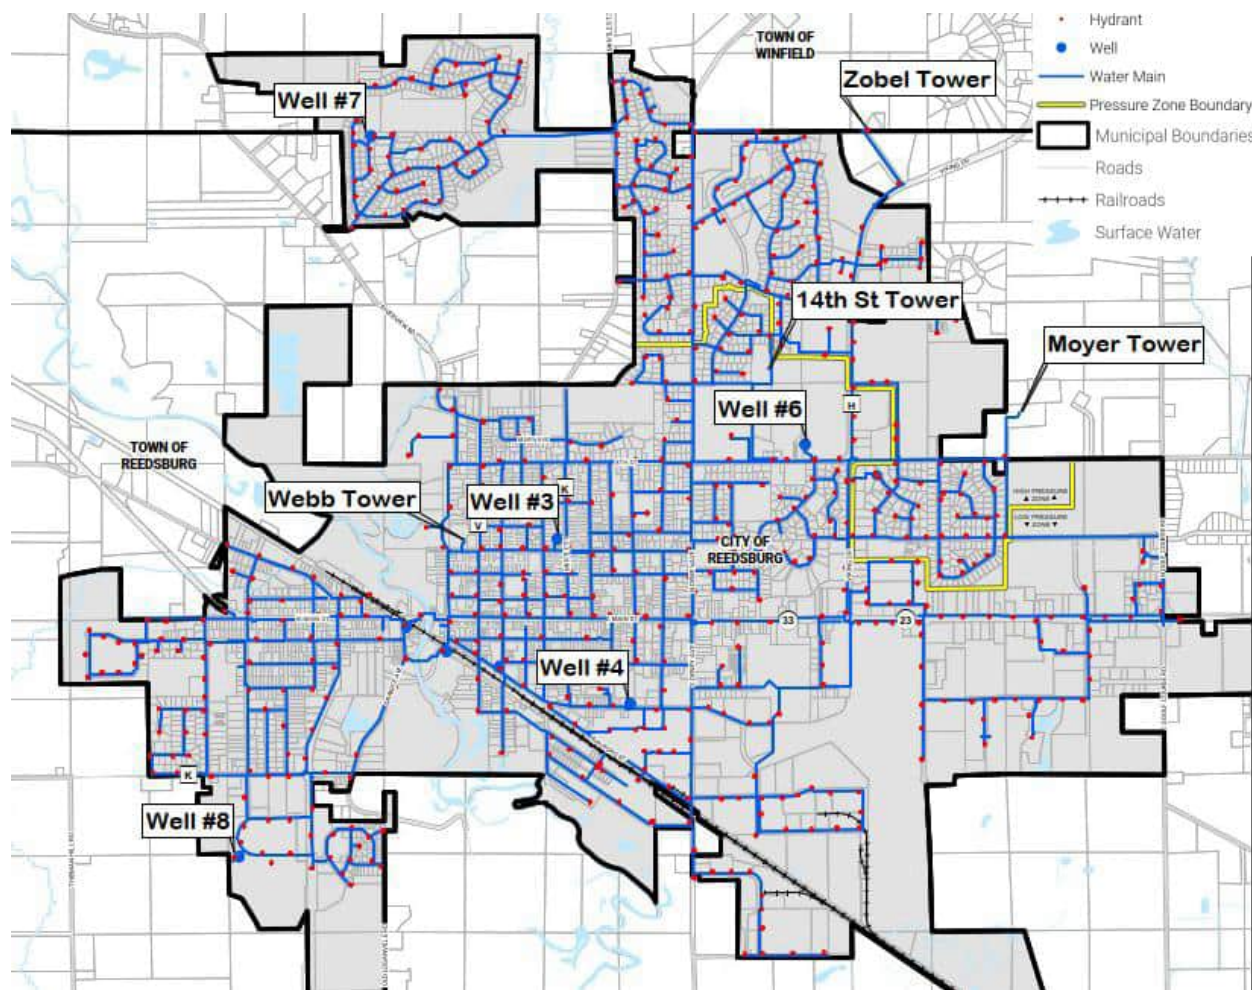 TOWN OF
WINFIELD
Hydrant
Well
Water Main
Pressure Zone Boundary
Municipal Boundaries
Roads
Railroads
Surface Water
Zobel Tower
Well #7
14th St Tower
Moyer Tower
Well #6
H
TOWN OF
REEDSBURG
Webb Tower
Well #3
K
V
HIGH PRESSURE
▲ ZONE ▲
LOW PRESSURE
▼ ZONE ▼
CITY OF
REEDSBURG
33
23
Well #4
K
Well #8